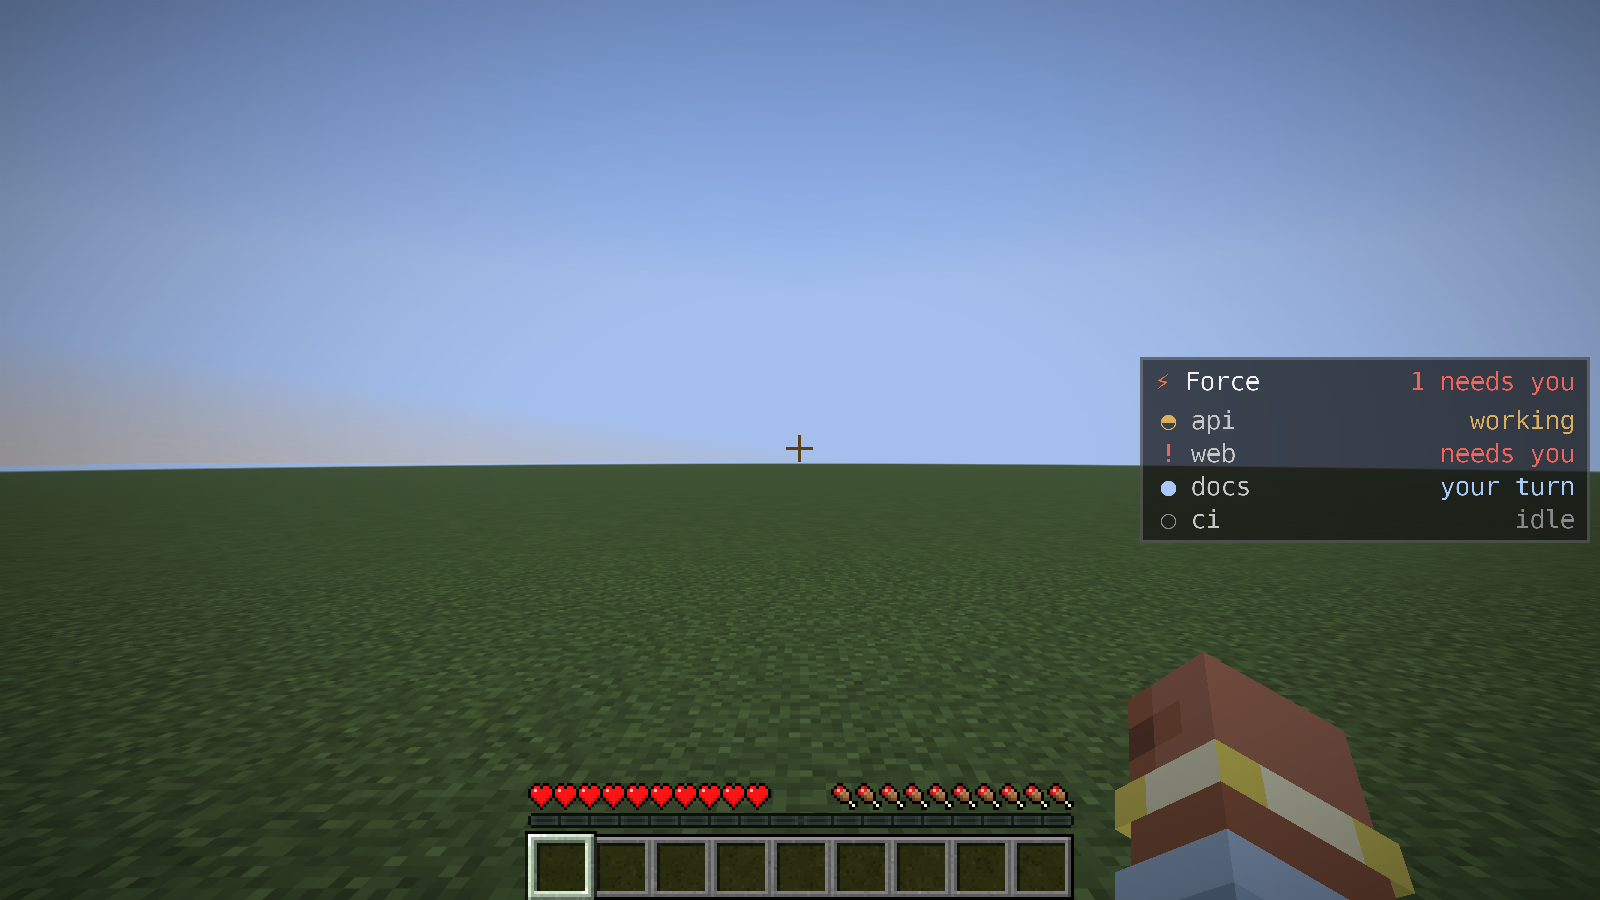 ⚡ Force 1 needs you
api working
! web needs you
docs your turn
ci idle